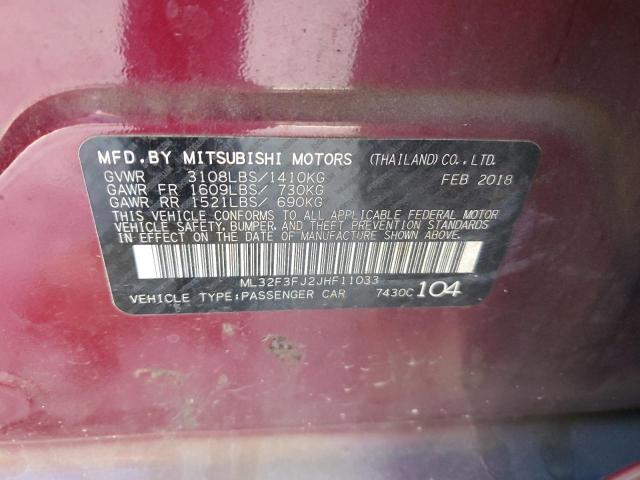 MFD. BY MITSUBISHI MOTORS (THAILAND) CO., LTD.
GVWR 3108LBS/1410KG FEB 2018
GAWR FR 1609LBS/ 730KG
GAWR RR 1521LBS/ 690KG
THIS VEHICLE CONFORMS TO ALL APPLICABLE FEDERAL MOTOR
VEHICLE SAFETY, BUMPER, AND THEFT PREVENTION STANDARDS
IN EFFECT ON THE DATE OF MANUFACTURE SHOWN ABOVE.
ML32F3FJ2JHF11033
VEHICLE TYPE:PASSENGER CAR 7430C 104